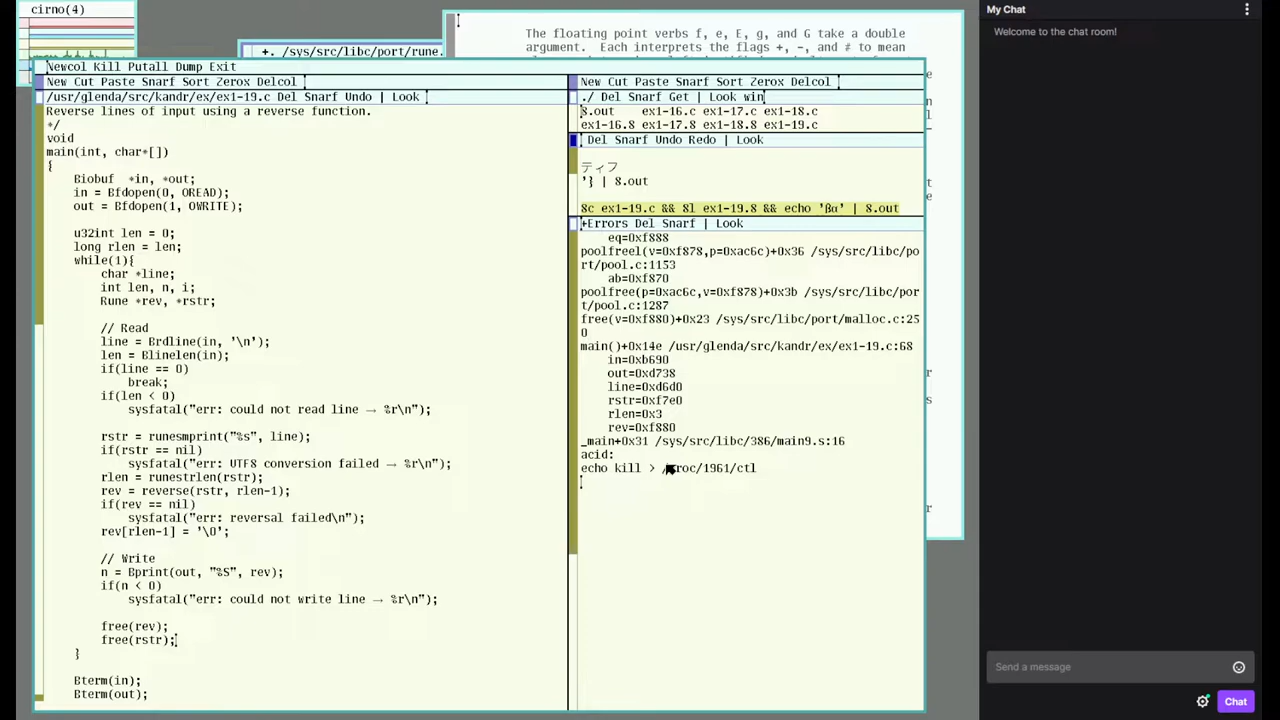 cirno(4)
+. /sys/src/libc/port/rune.
The floating point verbs f, e, E, g, and G take a double
argument.  Each interprets the flags +, -, and # to mean
Newcol Kill Putall Dump Exit
New Cut Paste Snarf Sort Zerox Delcol
/usr/glenda/src/kandr/ex/ex1-19.c Del Snarf Undo | Look
Reverse lines of input using a reverse function.
*/
void
main(int, char*[])
{
Biobuf  *in, *out;
in = Bfdopen(0, OREAD);
out = Bfdopen(1, OWRITE);
u32int len = 0;
long rlen = len;
while(1){
char *line;
int len, n, i;
Rune *rev, *rstr;
// Read
line = Brdline(in, '\n');
len = Blinelen(in);
if(line == 0)
break;
if(len < 0)
sysfatal("err: could not read line → %r\n");
rstr = runesmprint("%s", line);
if(rstr == nil)
sysfatal("err: UTF8 conversion failed → %r\n");
rlen = runestrlen(rstr);
rev = reverse(rstr, rlen-1);
if(rev == nil)
sysfatal("err: reversal failed\n");
rev[rlen-1] = '\0';
// Write
n = Bprint(out, "%S", rev);
if(n < 0)
sysfatal("err: could not write line → %r\n");
free(rev);
free(rstr);
}
Bterm(in);
Bterm(out);
New Cut Paste Snarf Sort Zerox Delcol
./ Del Snarf Get | Look win
8.out    ex1-16.c ex1-17.c ex1-18.c
ex1-16.8 ex1-17.8 ex1-18.8 ex1-19.c
Del Snarf Undo Redo | Look
ティフ
'} | 8.out
8c ex1-19.c && 8l ex1-19.8 && echo 'βα' | 8.out
+Errors Del Snarf | Look
eq=0xf888
poolfreel(v=0xf878,p=0xac6c)+0x36 /sys/src/libc/po
rt/pool.c:1153
ab=0xf870
poolfree(p=0xac6c,v=0xf878)+0x3b /sys/src/libc/por
t/pool.c:1287
free(v=0xf880)+0x23 /sys/src/libc/port/malloc.c:25
0
main()+0x14e /usr/glenda/src/kandr/ex/ex1-19.c:68
in=0xb690
out=0xd738
line=0xd6d0
rstr=0xf7e0
rlen=0x3
rev=0xf880
_main+0x31 /sys/src/libc/386/main9.s:16
acid:
echo kill > /proc/1961/ctl
My Chat
Welcome to the chat room!
Send a message
Chat